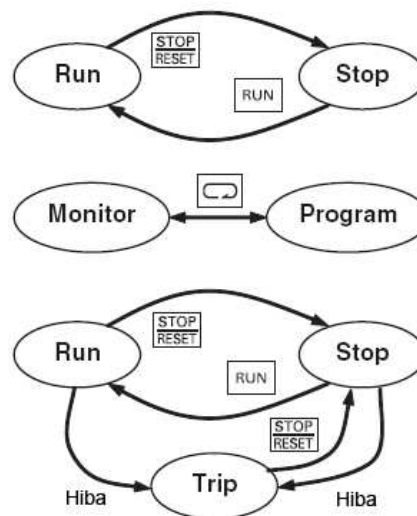 STOP
RESET
Run
Stop
RUN
Monitor
Program
STOP
RESET
Run
Stop
RUN
STOP
RESET
Hiba
Trip
Hiba